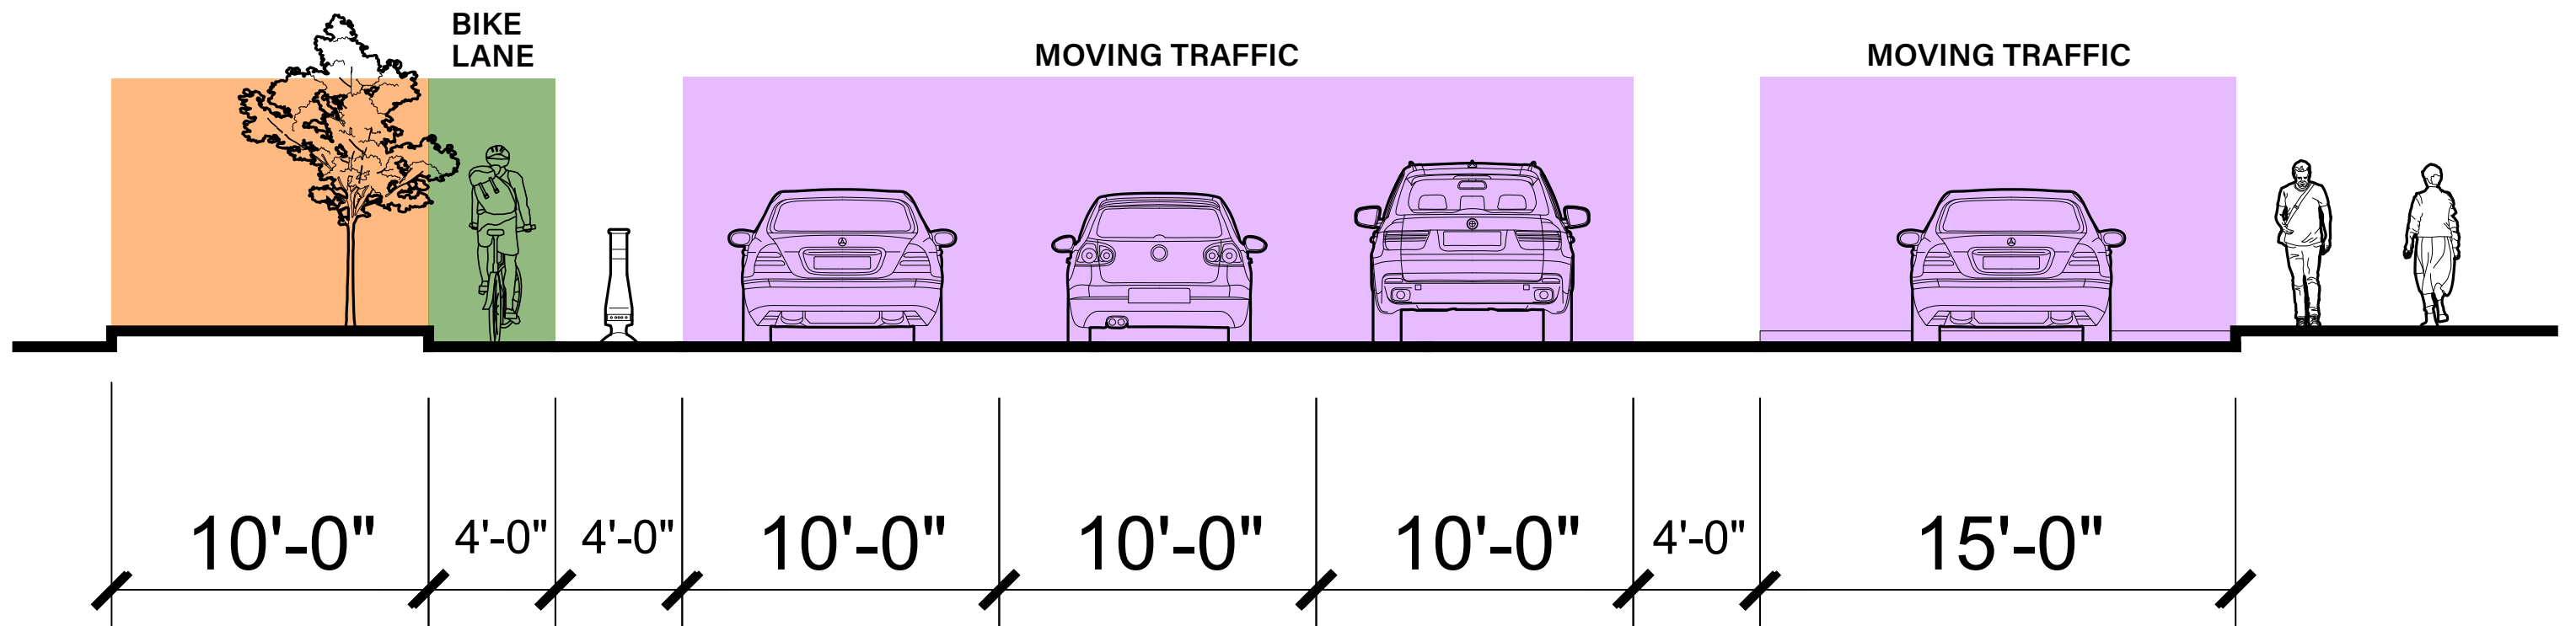 BIKE
LANE
MOVING TRAFFIC
MOVING TRAFFIC
10'-0"
4'-0"
4'-0"
10'-0"
10'-0"
10'-0"
4'-0"
15'-0"